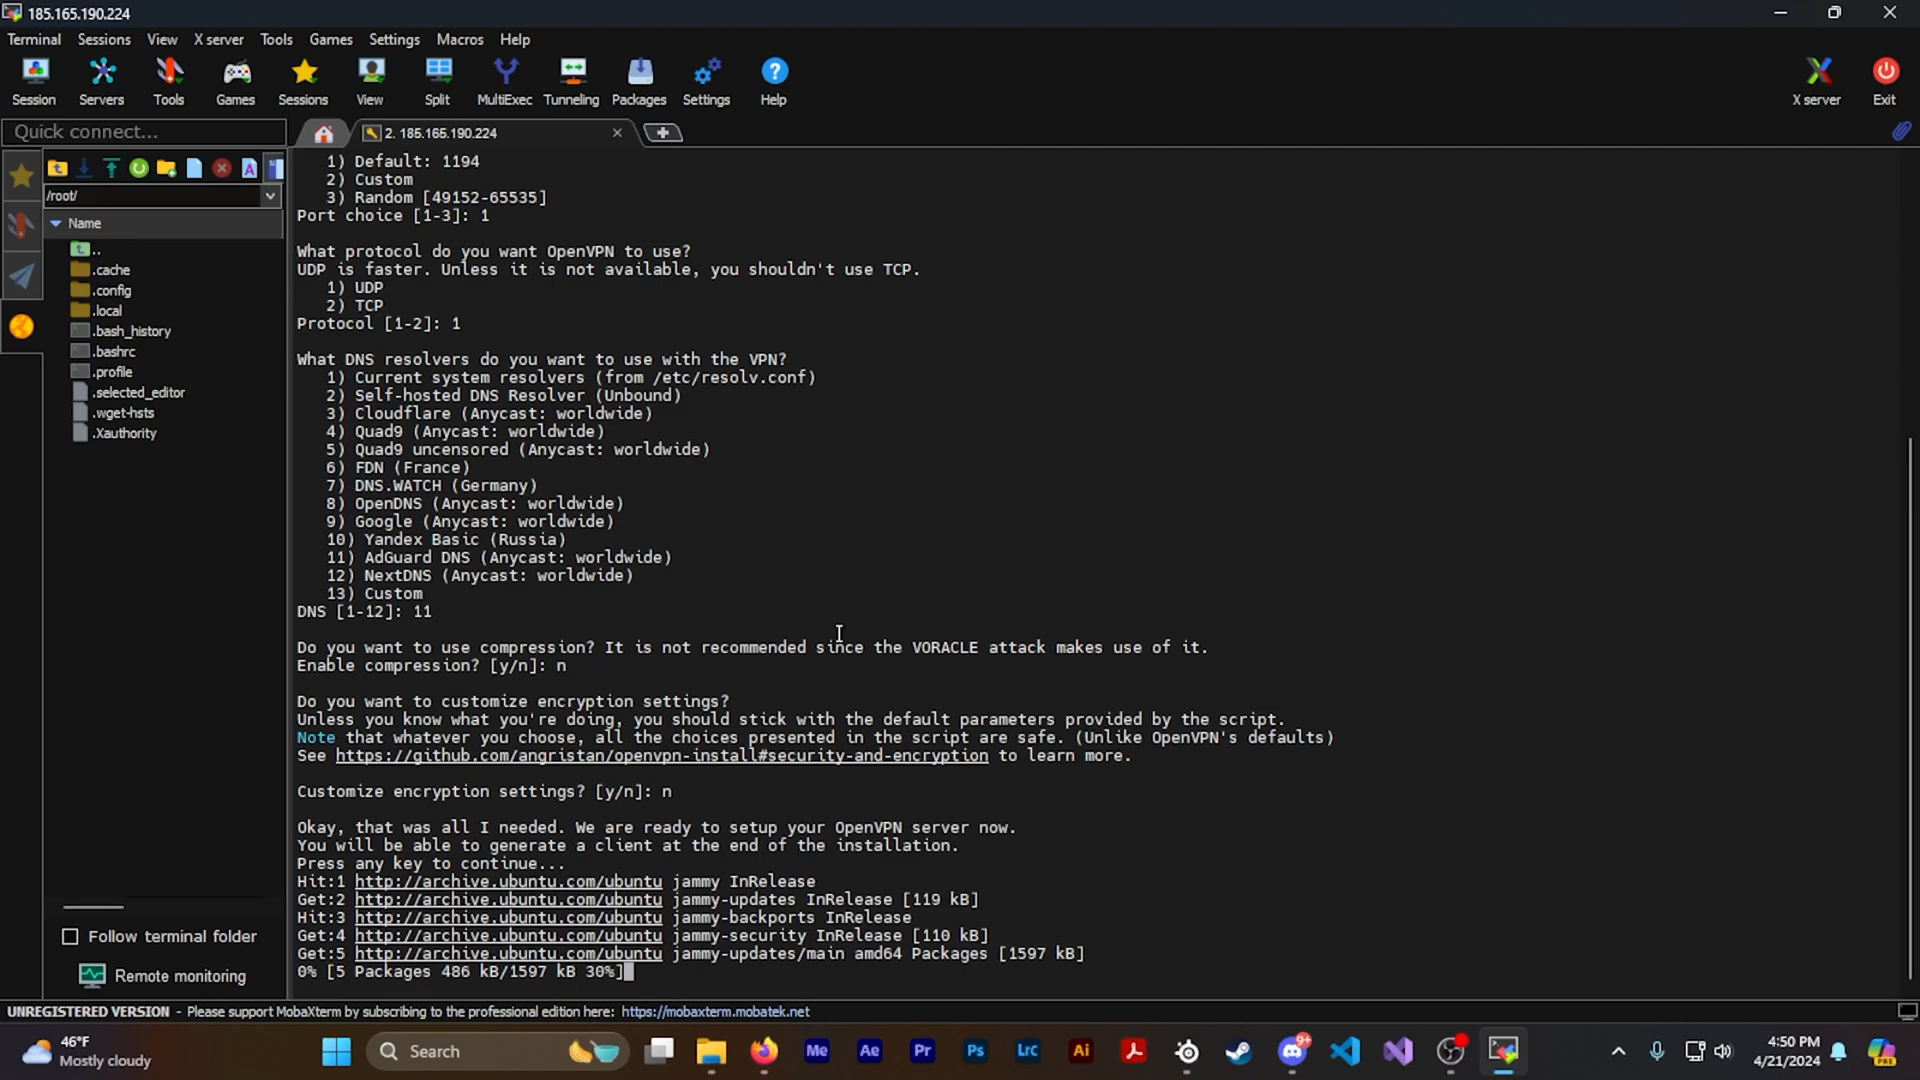 185.165.190.224
Terminal Sessions View X server Tools Games Settings Macros Help
Session Servers Tools Games Sessions View Split MultiExec Tunneling Packages Settings Help X server Exit
Quick connect...
2. 185.165.190.224
/root/
Name
..
.cache
.config
.local
.bash_history
.bashrc
.profile
.selected_editor
.wget-hsts
.Xauthority
Follow terminal folder
Remote monitoring
1) Default: 1194
2) Custom
3) Random [49152-65535]
Port choice [1-3]: 1
What protocol do you want OpenVPN to use?
UDP is faster. Unless it is not available, you shouldn't use TCP.
1) UDP
2) TCP
Protocol [1-2]: 1
What DNS resolvers do you want to use with the VPN?
1) Current system resolvers (from /etc/resolv.conf)
2) Self-hosted DNS Resolver (Unbound)
3) Cloudflare (Anycast: worldwide)
4) Quad9 (Anycast: worldwide)
5) Quad9 uncensored (Anycast: worldwide)
6) FDN (France)
7) DNS.WATCH (Germany)
8) OpenDNS (Anycast: worldwide)
9) Google (Anycast: worldwide)
10) Yandex Basic (Russia)
11) AdGuard DNS (Anycast: worldwide)
12) NextDNS (Anycast: worldwide)
13) Custom
DNS [1-12]: 11
Do you want to use compression? It is not recommended since the VORACLE attack makes use of it.
Enable compression? [y/n]: n
Do you want to customize encryption settings?
Unless you know what you're doing, you should stick with the default parameters provided by the script.
Note that whatever you choose, all the choices presented in the script are safe. (Unlike OpenVPN's defaults)
See https://github.com/angristan/openvpn-install#security-and-encryption to learn more.
Customize encryption settings? [y/n]: n
Okay, that was all I needed. We are ready to setup your OpenVPN server now.
You will be able to generate a client at the end of the installation.
Press any key to continue...
Hit:1 http://archive.ubuntu.com/ubuntu jammy InRelease
Get:2 http://archive.ubuntu.com/ubuntu jammy-updates InRelease [119 kB]
Hit:3 http://archive.ubuntu.com/ubuntu jammy-backports InRelease
Get:4 http://archive.ubuntu.com/ubuntu jammy-security InRelease [110 kB]
Get:5 http://archive.ubuntu.com/ubuntu jammy-updates/main amd64 Packages [1597 kB]
0% [5 Packages 486 kB/1597 kB 30%]
UNREGISTERED VERSION - Please support MobaXterm by subscribing to the professional edition here: https://mobaxterm.mobatek.net
46°F
Mostly cloudy
Search
Me Ae Pr Ps LrC Ai
9+
4:50 PM
4/21/2024
PRE